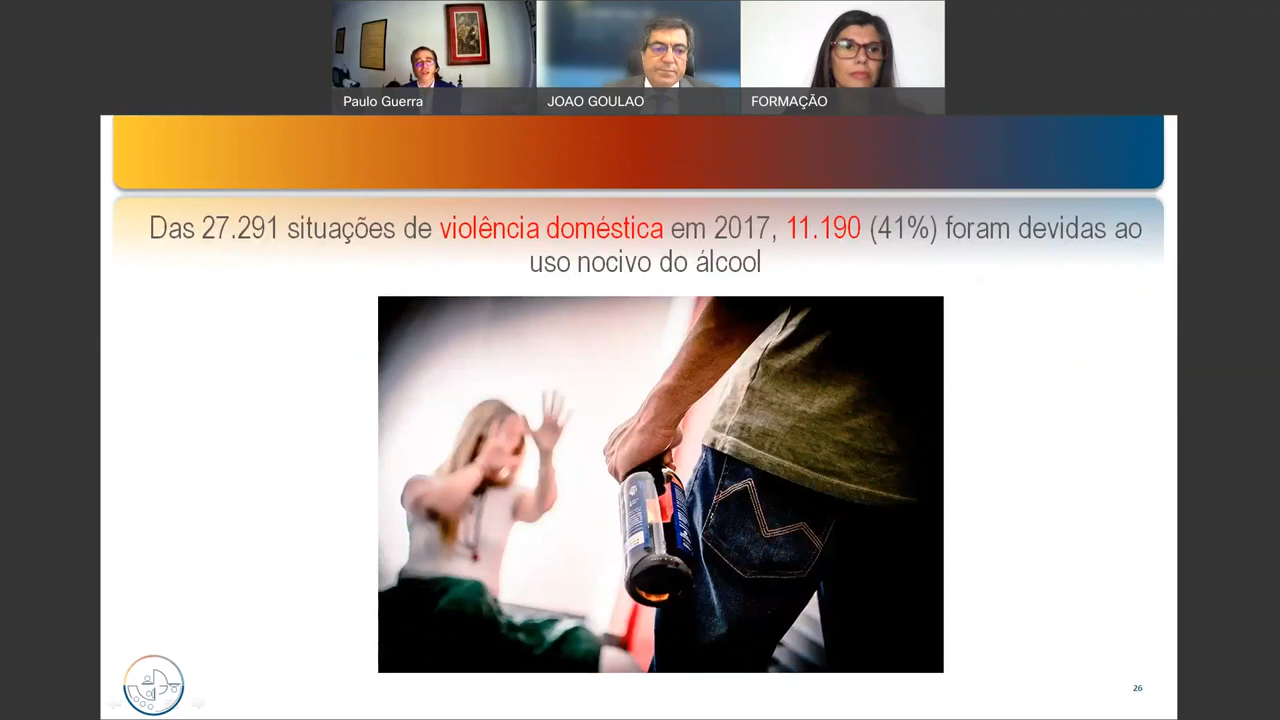 Paulo Guerra
JOAO GOULAO
FORMAÇÃO
Das 27.291 situações de violência doméstica em 2017, 11.190 (41%) foram devidas ao
uso nocivo do álcool
26